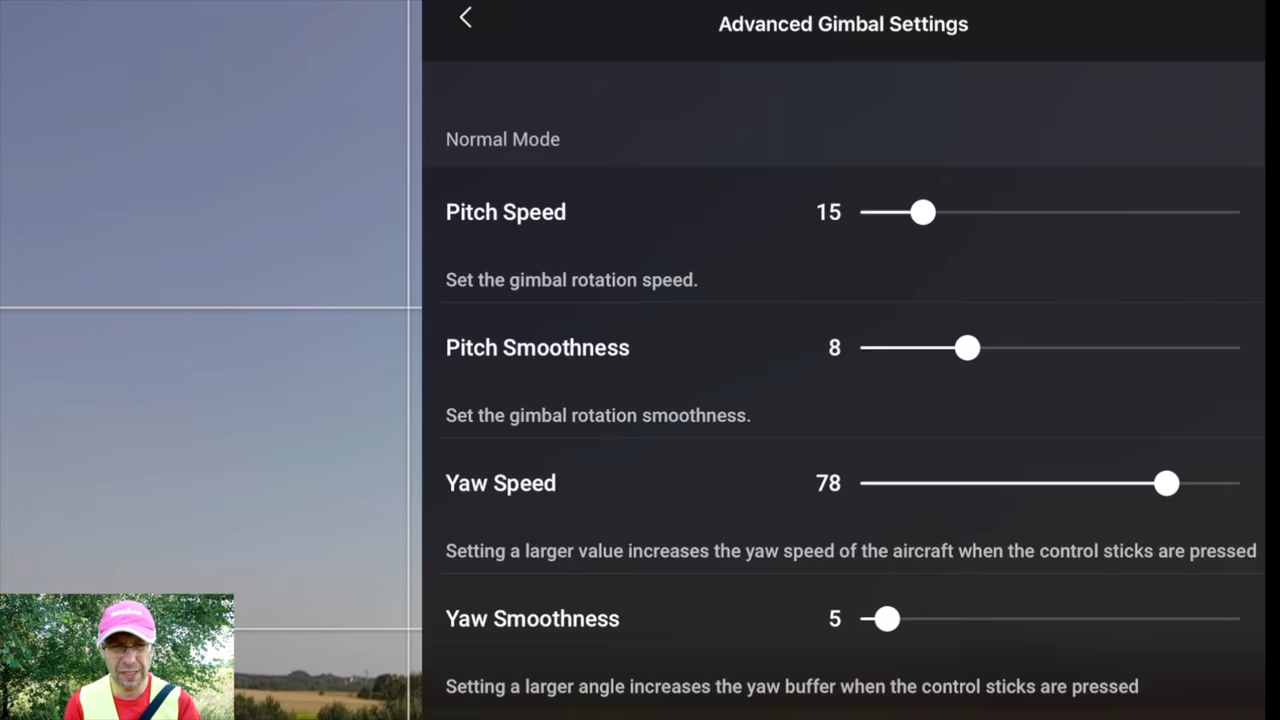 Advanced Gimbal Settings
Normal Mode
Pitch Speed 15
Set the gimbal rotation speed.
Pitch Smoothness 8
Set the gimbal rotation smoothness.
Yaw Speed 78
Setting a larger value increases the yaw speed of the aircraft when the control sticks are pressed
Yaw Smoothness 5
Setting a larger angle increases the yaw buffer when the control sticks are pressed